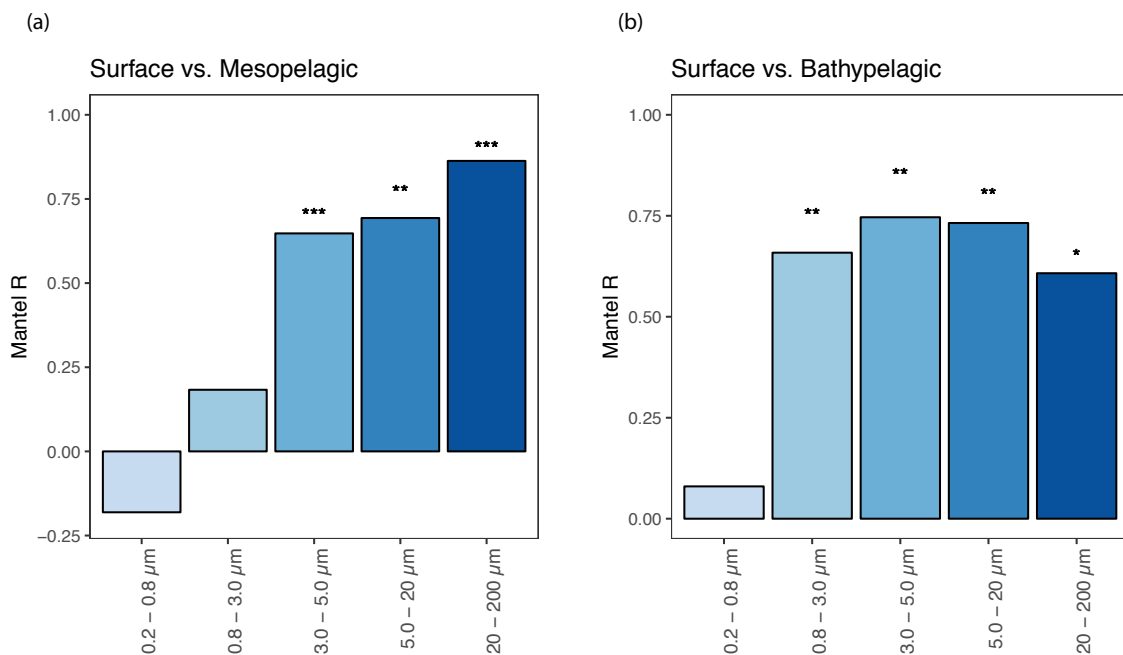 (a)
Surface vs. Mesopelagic
Mantel R
1.00
0.75
0.50
0.25
0.00
−0.25
***
**
***
0.2 − 0.8 µm
0.8 − 3.0 µm
3.0 − 5.0 µm
5.0 − 20 µm
20 − 200 µm
(b)
Surface vs. Bathypelagic
Mantel R
1.00
0.75
0.50
0.25
0.00
**
**
**
*
0.2 − 0.8 µm
0.8 − 3.0 µm
3.0 − 5.0 µm
5.0 − 20 µm
20 − 200 µm